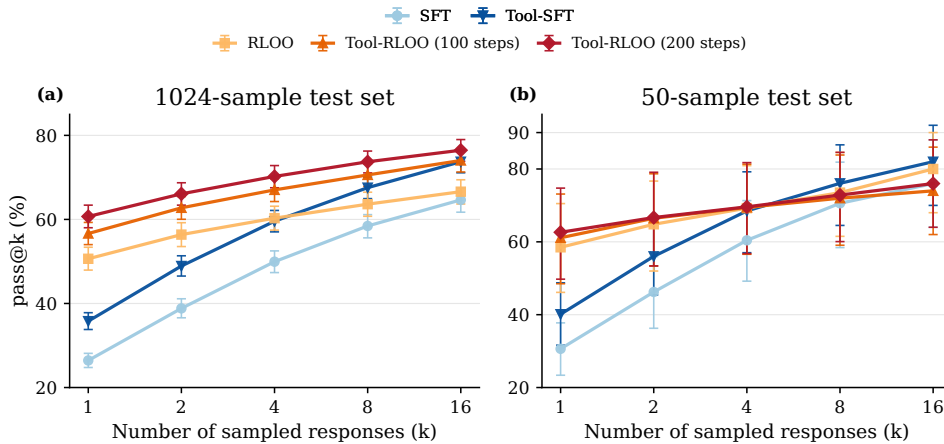 SFT Tool-SFT
RLOO Tool-RLOO (100 steps) Tool-RLOO (200 steps)
(a) 1024-sample test set
(b) 50-sample test set
pass@k (%)
80
60
40
20
1 2 4 8 16
Number of sampled responses (k)
90
80
60
40
20
1 2 4 8 16
Number of sampled responses (k)